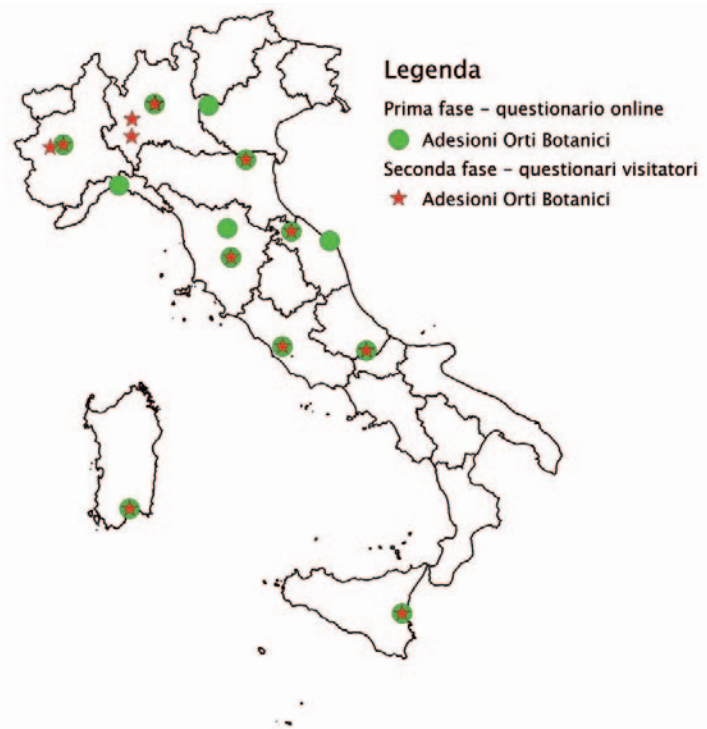 Legenda
Prima fase - questionario online
Adesioni Orti Botanici
Seconda fase - questionari visitatori
Adesioni Orti Botanici